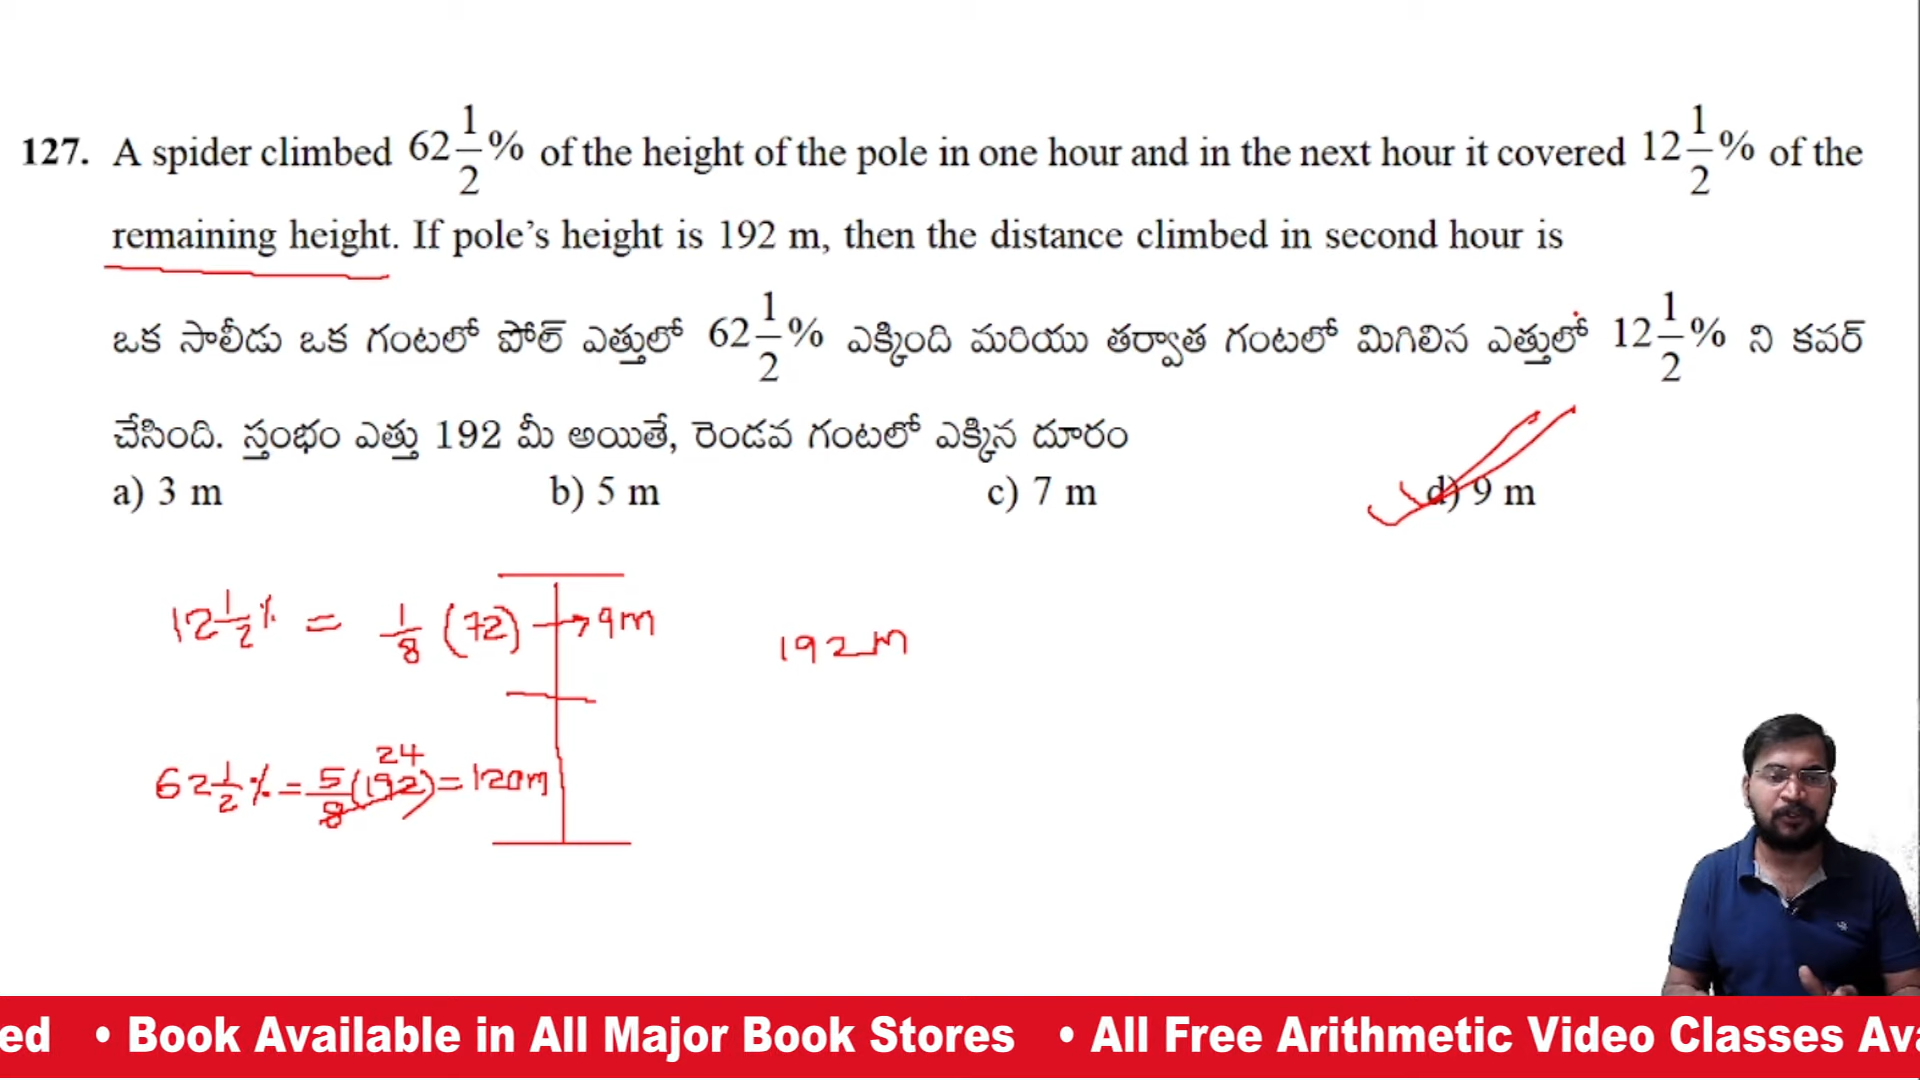 127. A spider climbed 62 1/2 % of the height of the pole in one hour and in the next hour it covered 12 1/2 % of the
remaining height. If pole’s height is 192 m, then the distance climbed in second hour is
ఒక సాలీడు ఒక గంటలో పోల్ ఎత్తులో 62 1/2 % ఎక్కింది మరియు తర్వాత గంటలో మిగిలిన ఎత్తులో 12 1/2 % ని కవర్
చేసింది. స్తంభం ఎత్తు 192 మీ అయితే, రెండవ గంటలో ఎక్కిన దూరం
a) 3 m b) 5 m c) 7 m d) 9 m
12 1/2 % = 1/8 (72) → 9m
192m
24
62 1/2 % = 5/8 (192) = 120m
ed • Book Available in All Major Book Stores • All Free Arithmetic Video Classes Ava